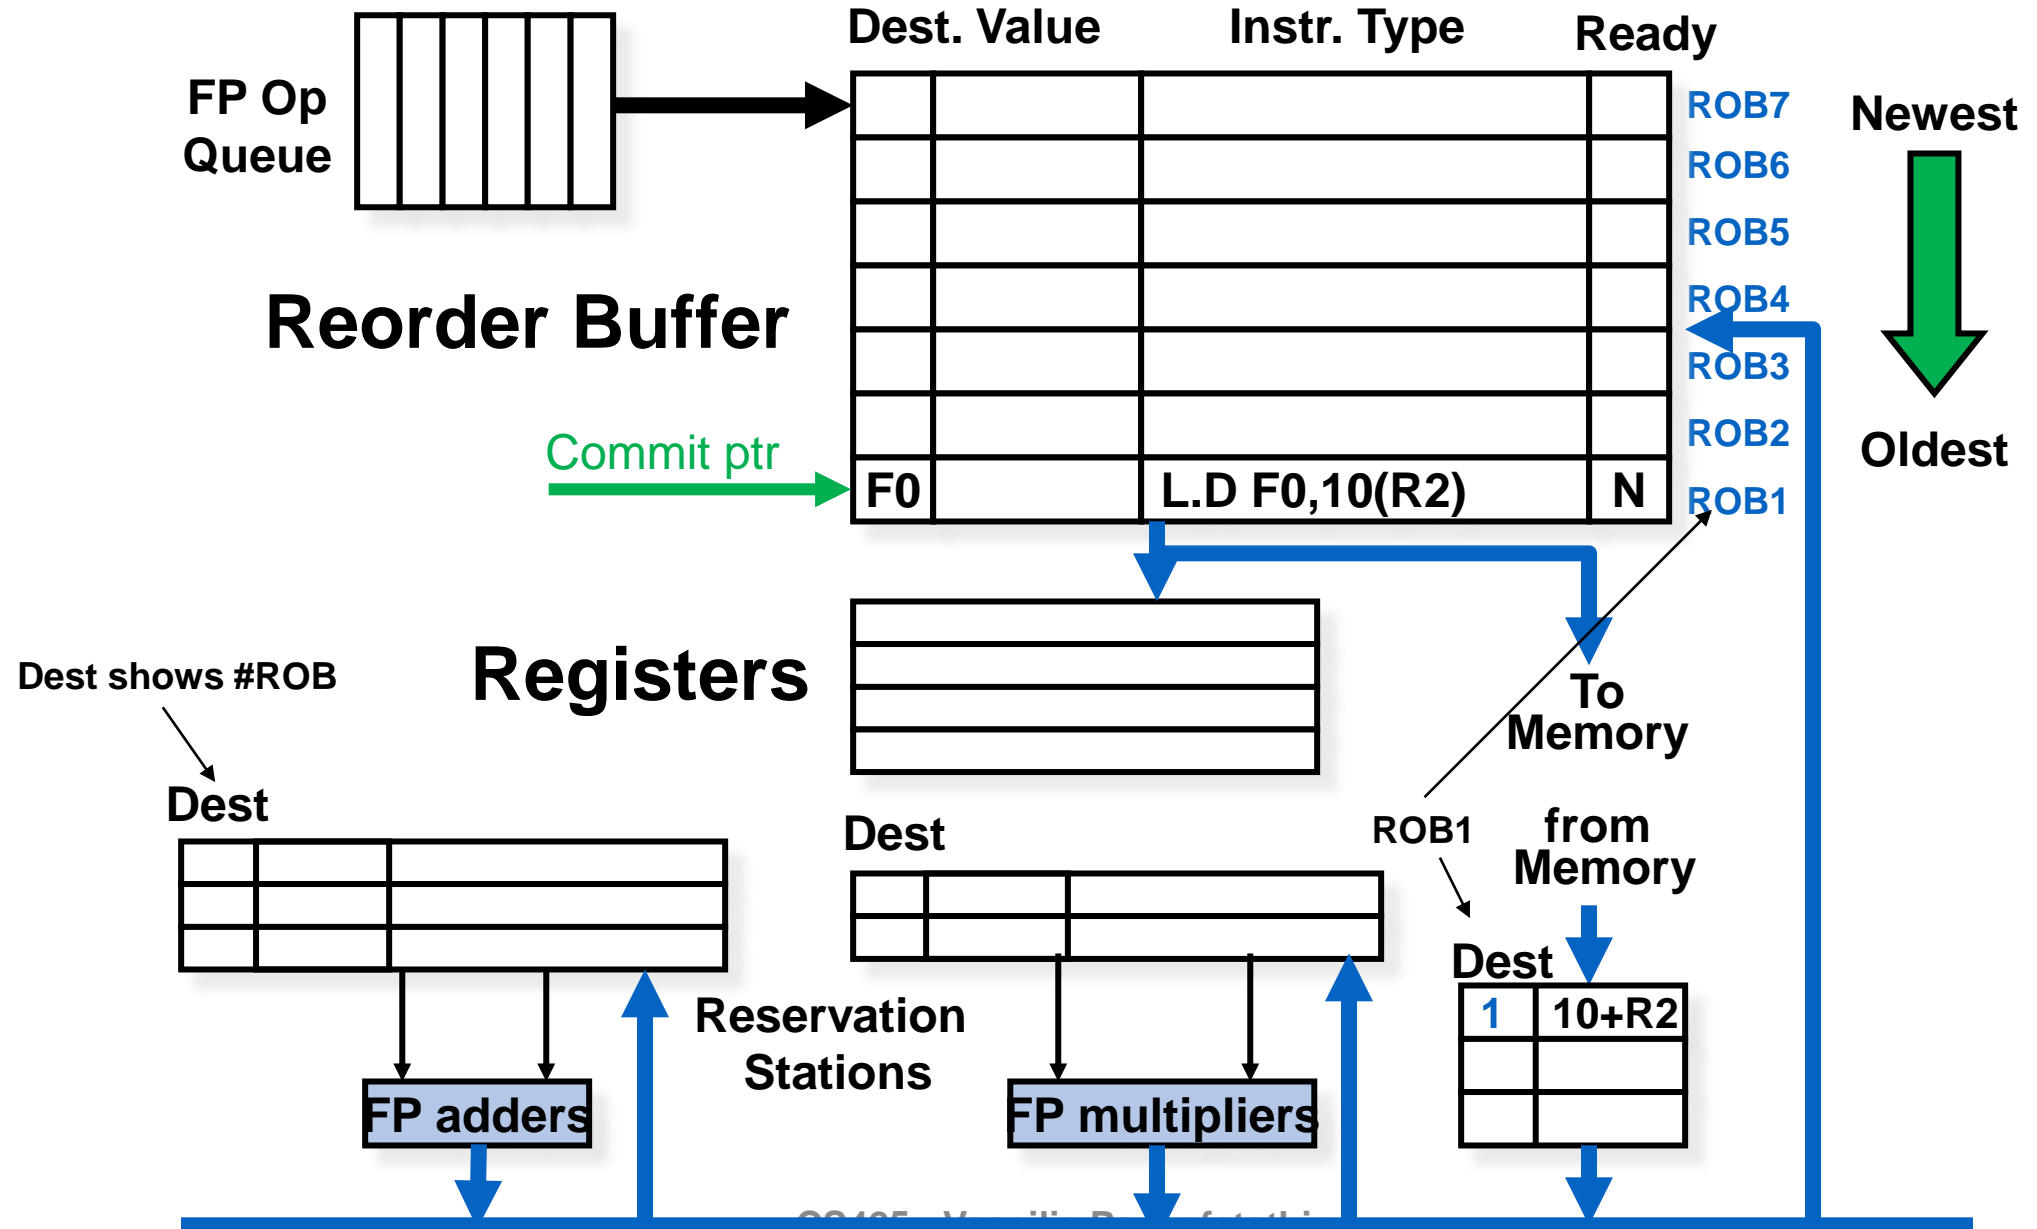 Dest. Value Instr. Type Ready
FP Op
Queue
ROB7
Newest
ROB6
ROB5
Reorder Buffer
ROB4
ROB3
Commit ptr
ROB2
Oldest
F0 L.D F0,10(R2) N ROB1
Registers
Dest shows #ROB
To
Memory
Dest
Dest
ROB1
from
Memory
Dest
1 10+R2
Reservation
Stations
FP adders
FP multipliers